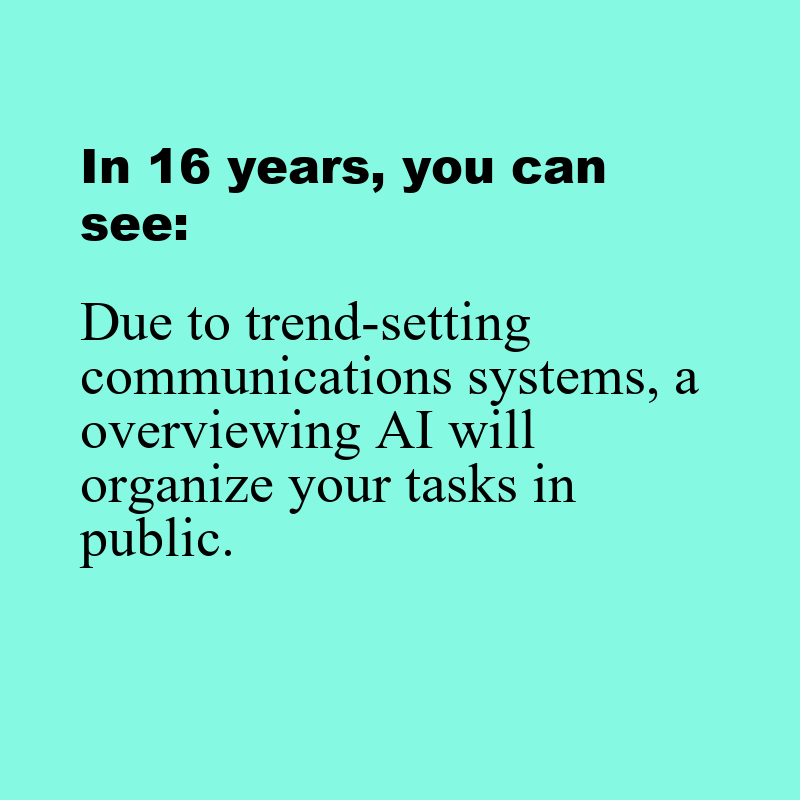 In 16 years, you can
see:
Due to trend-setting
communications systems, a
overviewing AI will
organize your tasks in
public.